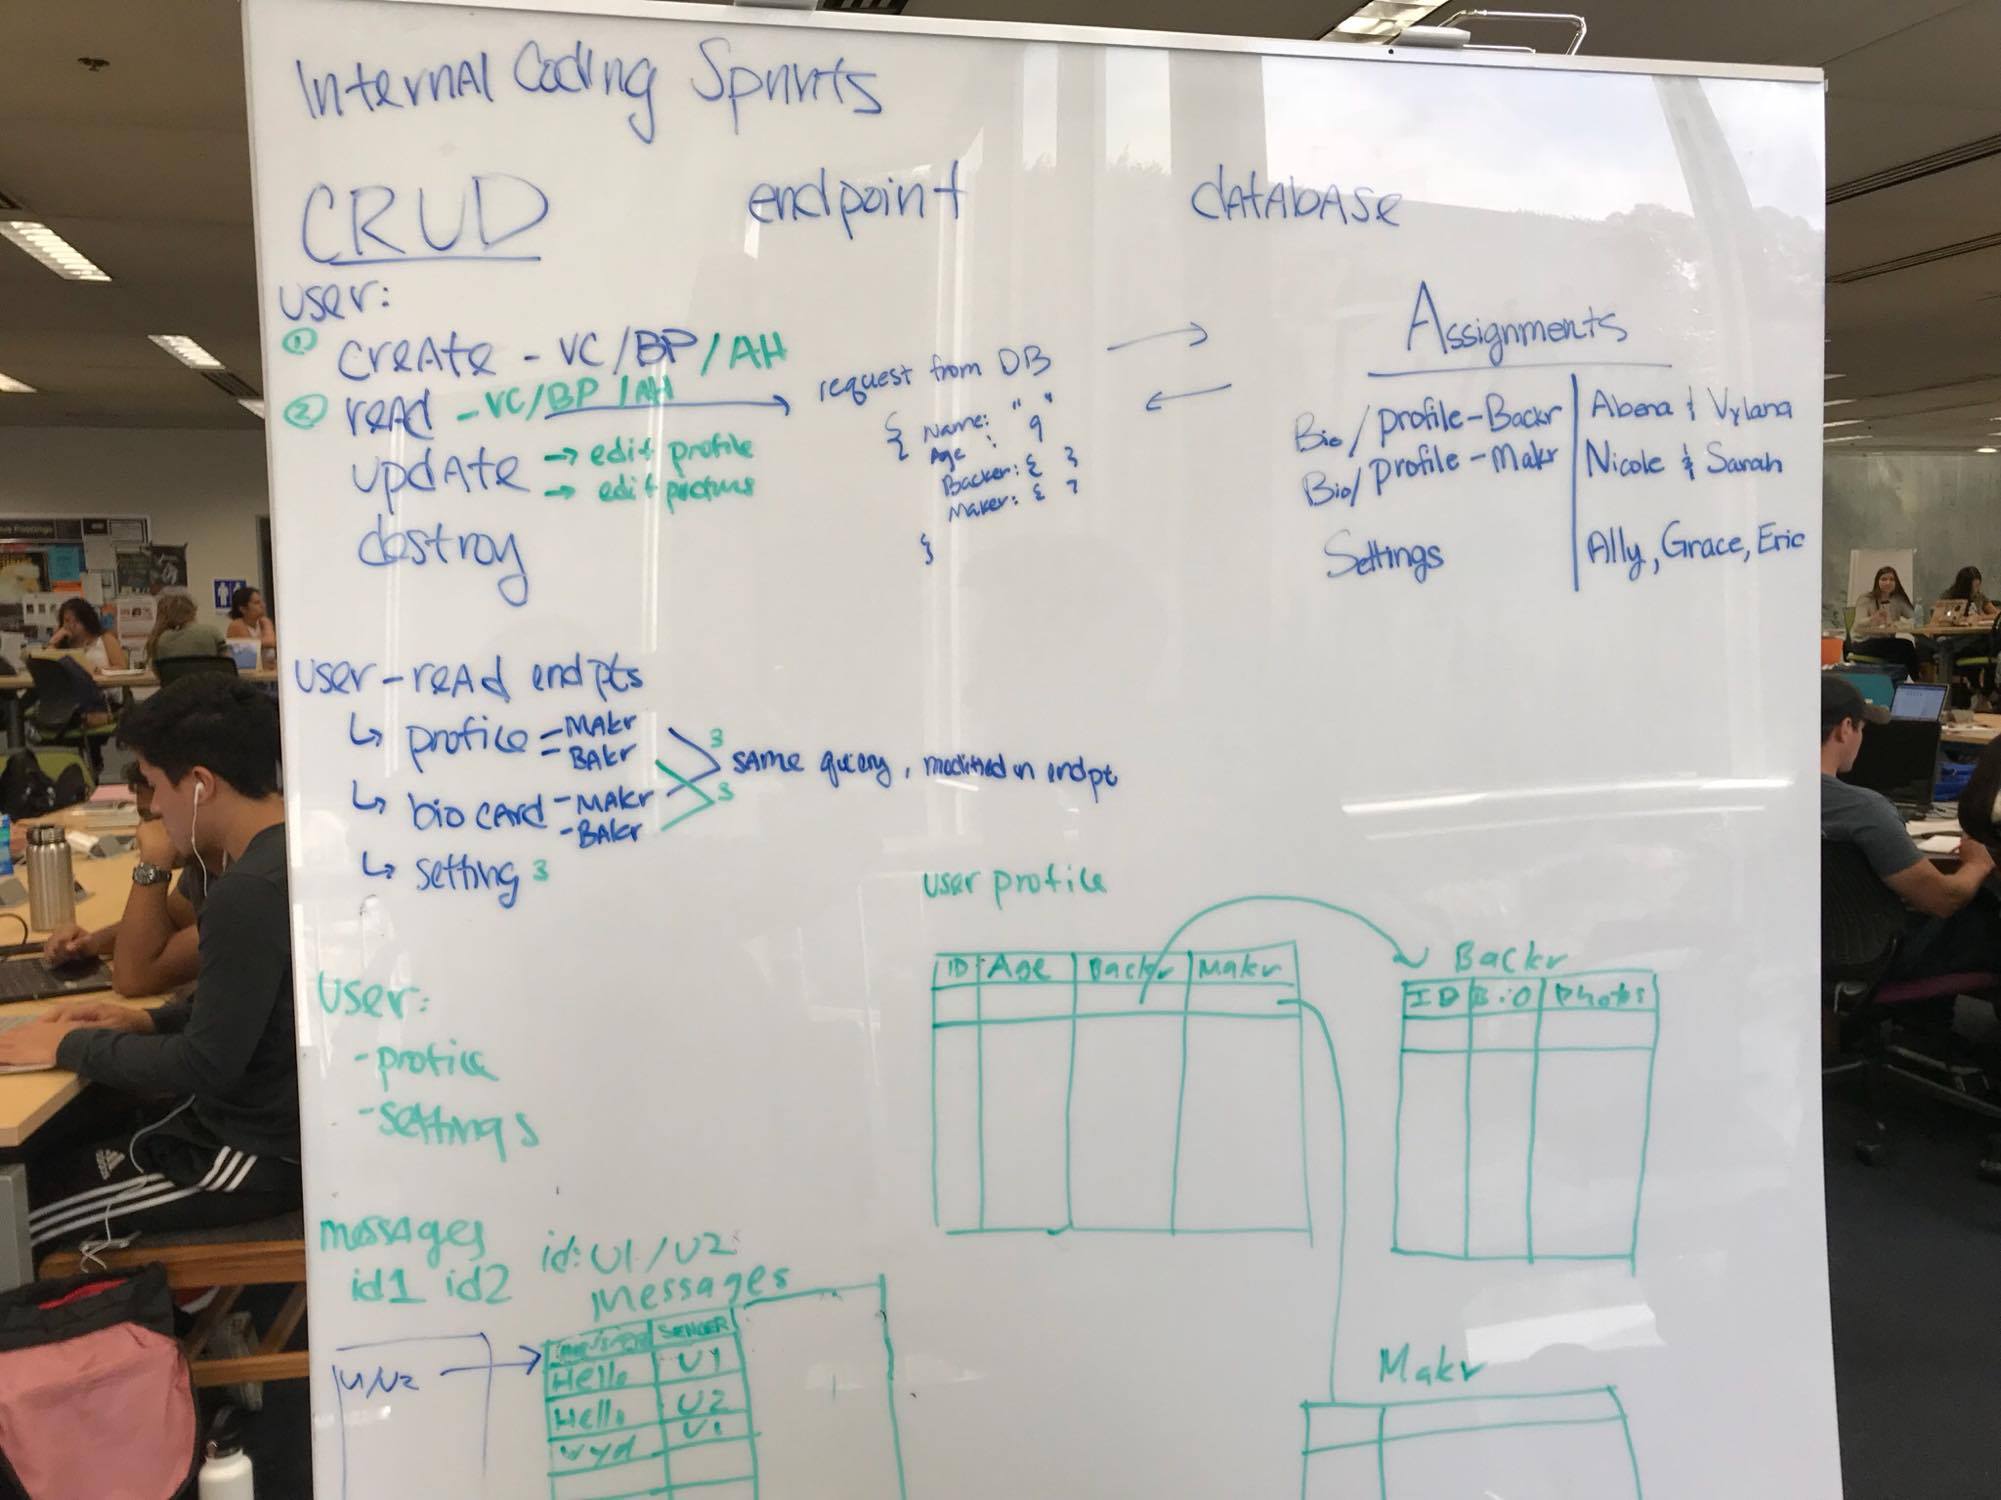 Internal Coding Sprints
CRUD endpoint database
user:
① create - VC/BP/AH
② read - VC/BP/AH
update → edit profile
→ edit pictures
destroy
request from DB
{ Name: " "
Age : 9
Backer: { }
Maker: { }
}
Assignments
Bio/profile-Backr Abena & Vylana
Bio/profile-Makr Nicole & Sarah
Settings Ally, Grace, Eric
user-read endpts
↳ profile - MAkr
- BAkr
3
same query, modified in endpt
↳ bio card - MAkr
- BAkr
3
↳ setting 3
user profile
ID Age Backr Makr
Backr
ID Bio Photos
Makr
user:
- profile
- settings
messages
id1 id2
id: U1/U2
Messages
SENDER
Hello U1
Hello U2
wyd U1
U1/U2
adidas